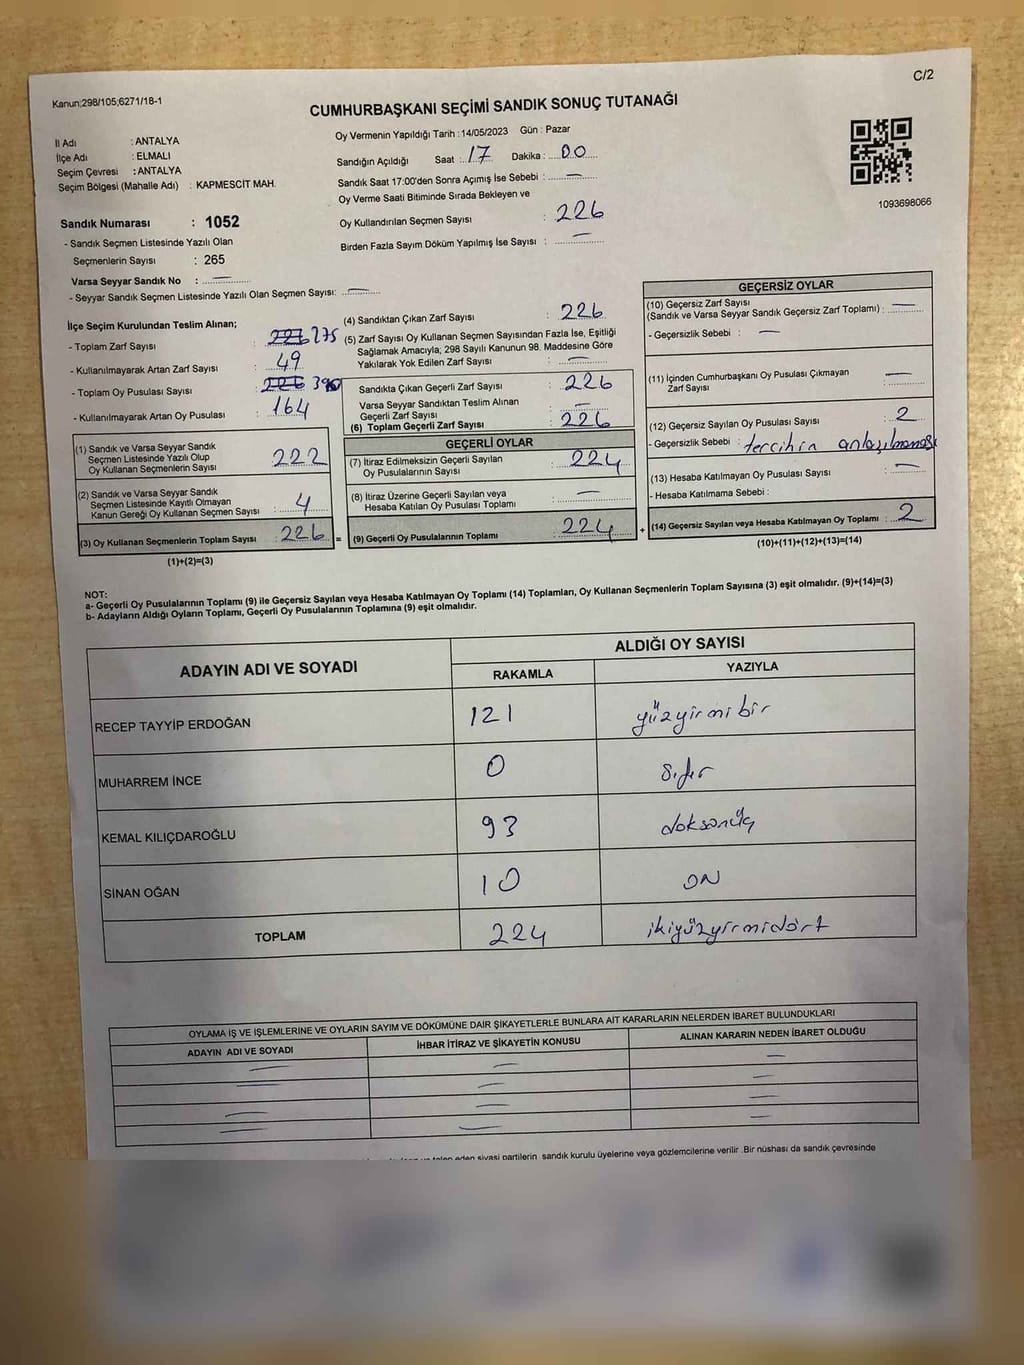 C/2
Kanun;298/105;6271/18-1
CUMHURBAŞKANI SEÇİMİ SANDIK SONUÇ TUTANAĞI
İl Adı : ANTALYA
İlçe Adı : ELMALI
Seçim Çevresi : ANTALYA
Seçim Bölgesi (Mahalle Adı) : KAPMESCİT MAH.
Sandık Numarası : 1052
- Sandık Seçmen Listesinde Yazılı Olan
Seçmenlerin Sayısı : 265
Varsa Seyyar Sandık No : —
- Seyyar Sandık Seçmen Listesinde Yazılı Olan Seçmen Sayısı: —
Oy Vermenin Yapıldığı Tarih : 14/05/2023 Gün : Pazar
Sandığın Açıldığı Saat : 17 Dakika : 00
Sandık Saat 17:00'den Sonra Açımış İse Sebebi : —
Oy Verme Saati Bitiminde Sırada Bekleyen ve
Oy Kullandırılan Seçmen Sayısı : 226
Birden Fazla Sayım Döküm Yapılmış İse Sayısı : —
1093698066
İlçe Seçim Kurulundan Teslim Alınan;
- Toplam Zarf Sayısı : 275
- Kullanılmayarak Artan Zarf Sayısı : 49
- Toplam Oy Pusulası Sayısı : 390
- Kullanılmayarak Artan Oy Pusulası : 164
(1) Sandık ve Varsa Seyyar Sandık
Seçmen Listesinde Yazılı Olup
Oy Kullanan Seçmenlerin Sayısı : 222
(2) Sandık ve Varsa Seyyar Sandık
Seçmen Listesinde Kayıtlı Olmayan
Kanun Gereği Oy Kullanan Seçmen Sayısı : 4
(3) Oy Kullanan Seçmenlerin Toplam Sayısı : 226
(1)+(2)=(3)
(4) Sandıktan Çıkan Zarf Sayısı : 226
(5) Zarf Sayısı Oy Kullanan Seçmen Sayısından Fazla İse, Eşitliği
Sağlamak Amacıyla; 298 Sayılı Kanunun 98. Maddesine Göre
Yakılarak Yok Edilen Zarf Sayısı : —
Sandıkta Çıkan Geçerli Zarf Sayısı : 226
Varsa Seyyar Sandıktan Teslim Alınan
Geçerli Zarf Sayısı : —
(6) Toplam Geçerli Zarf Sayısı : 226
GEÇERLİ OYLAR
(7) İtiraz Edilmeksizin Geçerli Sayılan
Oy Pusulalarının Sayısı : 224
(8) İtiraz Üzerine Geçerli Sayılan veya
Hesaba Katılan Oy Pusulası Toplamı : —
(9) Geçerli Oy Pusulalarının Toplamı : 224
GEÇERSİZ OYLAR
(10) Geçersiz Zarf Sayısı
(Sandık ve Varsa Seyyar Sandık Geçersiz Zarf Toplamı) : —
- Geçersizlik Sebebi : —
(11) İçinden Cumhurbaşkanı Oy Pusulası Çıkmayan
Zarf Sayısı : —
(12) Geçersiz Sayılan Oy Pusulası Sayısı : 2
- Geçersizlik Sebebi : tercihin anlaşılmaması
(13) Hesaba Katılmayan Oy Pusulası Sayısı : —
- Hesaba Katılmama Sebebi :
(14) Geçersiz Sayılan veya Hesaba Katılmayan Oy Toplamı : 2
(10)+(11)+(12)+(13)=(14)
NOT:
a- Geçerli Oy Pusulalarının Toplamı (9) ile Geçersiz Sayılan veya Hesaba Katılmayan Oy Toplamı (14) Toplamları, Oy Kullanan Seçmenlerin Toplam Sayısına (3) eşit olmalıdır. (9)+(14)=(3)
b- Adayların Aldığı Oyların Toplamı, Geçerli Oy Pusulalarının Toplamına (9) eşit olmalıdır.
ADAYIN ADI VE SOYADI ALDIĞI OY SAYISI
RAKAMLA YAZIYLA
RECEP TAYYİP ERDOĞAN 121 yüzyirmibir
MUHARREM İNCE 0 sıfır
KEMAL KILIÇDAROĞLU 93 doksanüç
SİNAN OĞAN 10 ON
TOPLAM 224 ikiyüzyirmidört
OYLAMA İŞ VE İŞLEMLERİNE VE OYLARIN SAYIM VE DÖKÜMÜNE DAİR ŞİKAYETLERLE BUNLARA AİT KARARLARIN NELERDEN İBARET BULUNDUKLARI
ADAYIN ADI VE SOYADI İHBAR İTİRAZ VE ŞİKAYETİN KONUSU ALINAN KARARIN NEDEN İBARET OLDUĞU
eden siyasi partilerin sandık kurulu üyelerine veya gözlemcilerine verilir .Bir nüshası da sandık çevresinde